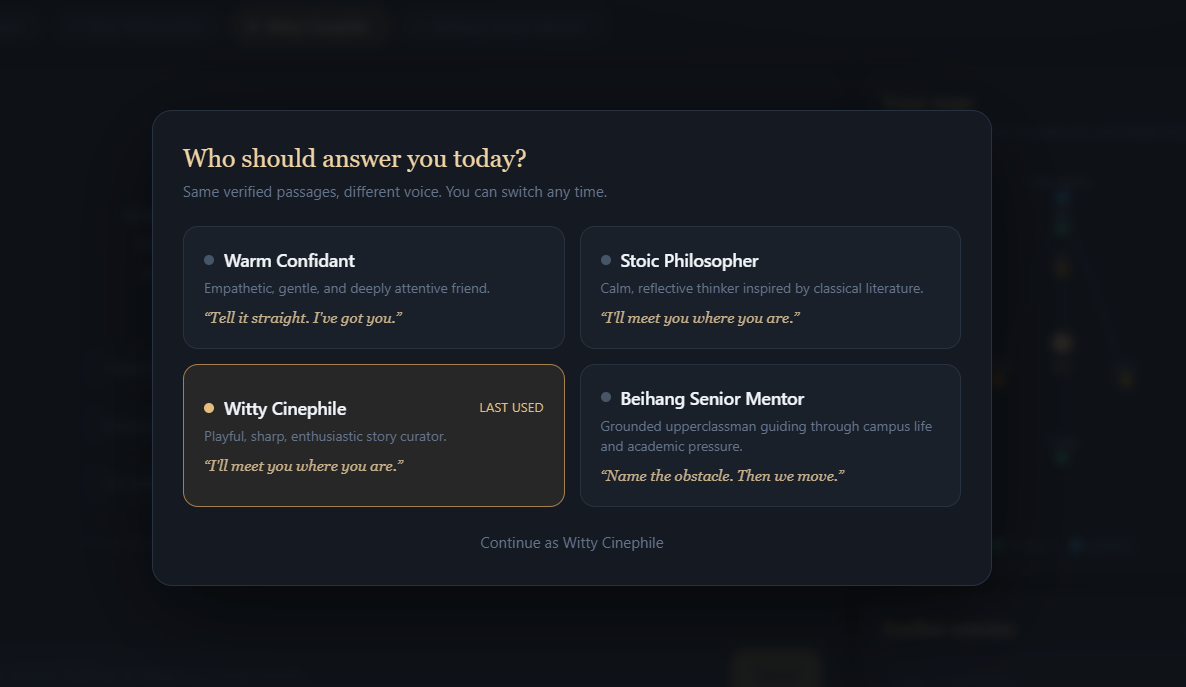 Who should answer you today?
Same verified passages, different voice. You can switch any time.
Warm Confidant
Empathetic, gentle, and deeply attentive friend.
“Tell it straight. I’ve got you.”
Stoic Philosopher
Calm, reflective thinker inspired by classical literature.
“I’ll meet you where you are.”
Witty Cinephile
LAST USED
Playful, sharp, enthusiastic story curator.
“I’ll meet you where you are.”
Beihang Senior Mentor
Grounded upperclassman guiding through campus life
and academic pressure.
“Name the obstacle. Then we move.”
Continue as Witty Cinephile